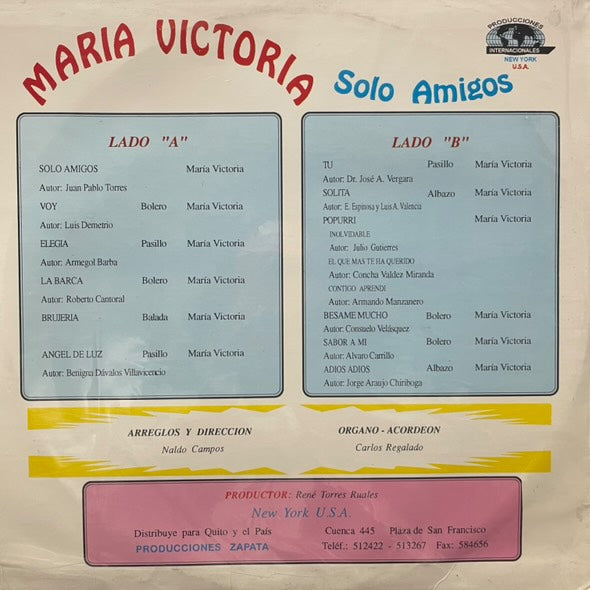 MARIA VICTORIA
Solo Amigos
PRODUCCIONES
INTERNACIONALES
NEW YORK
U.S.A.
LADO "A"
SOLO AMIGOS María Victoria
Autor: Juan Pablo Torres
VOY Bolero María Victoria
Autor: Luis Demetrio
ELEGIA Pasillo María Victoria
Autor: Armegol Barba
LA BARCA Bolero María Victoria
Autor: Roberto Cantoral
BRUJERIA Balada María Victoria
ANGEL DE LUZ Pasillo María Victoria
Autor: Benigna Dávalos Villavicencio
LADO "B"
TU Pasillo María Victoria
Autor: Dr. José A. Vergara
SOLITA Albazo María Victoria
Autor: E. Espinosa y Luis A. Valencia
POPURRI María Victoria
INOLVIDABLE
Autor: Julio Gutierres
EL QUE MAS TE HA QUERIDO
Autor: Concha Valdez Miranda
CONTIGO APRENDI
Autor: Armando Manzanero
BESAME MUCHO Bolero María Victoria
Autor: Consuelo Velásquez
SABOR A MI Bolero María Victoria
Autor: Alvaro Carrillo
ADIOS ADIOS Albazo María Victoria
Autor: Jorge Araujo Chiriboga
ARREGLOS Y DIRECCION
Naldo Campos
ORGANO - ACORDEON
Carlos Regalado
PRODUCTOR: René Torres Ruales
New York U.S.A.
Distribuye para Quito y el País
PRODUCCIONES ZAPATA
Cuenca 445 Plaza de San Francisco
Teléf.: 512422 - 513267 Fax: 584656